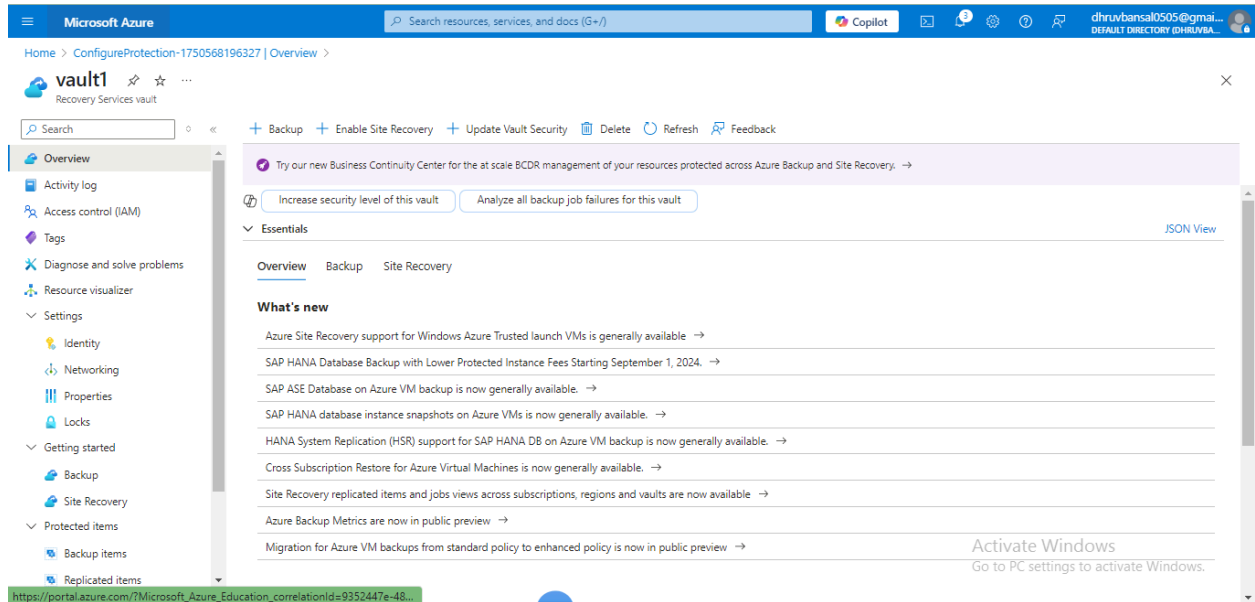 Microsoft Azure
Search resources, services, and docs (G+/)
Copilot
3
dhruvbansal0505@gmai...
DEFAULT DIRECTORY (DHRUVBA...
Home > ConfigureProtection-1750568196327 | Overview >
vault1
Recovery Services vault
Search
+ Backup + Enable Site Recovery + Update Vault Security Delete Refresh Feedback
Overview
Activity log
Access control (IAM)
Tags
Diagnose and solve problems
Resource visualizer
Settings
Identity
Networking
Properties
Locks
Getting started
Backup
Site Recovery
Protected items
Backup items
Replicated items
Try our new Business Continuity Center for the at scale BCDR management of your resources protected across Azure Backup and Site Recovery. →
Increase security level of this vault
Analyze all backup job failures for this vault
Essentials
JSON View
Overview Backup Site Recovery
What's new
Azure Site Recovery support for Windows Azure Trusted launch VMs is generally available →
SAP HANA Database Backup with Lower Protected Instance Fees Starting September 1, 2024. →
SAP ASE Database on Azure VM backup is now generally available. →
SAP HANA database instance snapshots on Azure VMs is now generally available. →
HANA System Replication (HSR) support for SAP HANA DB on Azure VM backup is now generally available. →
Cross Subscription Restore for Azure Virtual Machines is now generally available. →
Site Recovery replicated items and jobs views across subscriptions, regions and vaults are now available →
Azure Backup Metrics are now in public preview →
Migration for Azure VM backups from standard policy to enhanced policy is now in public preview →
Activate Windows
Go to PC settings to activate Windows.
https://portal.azure.com/?Microsoft_Azure_Education_correlationId=9352447e-48...